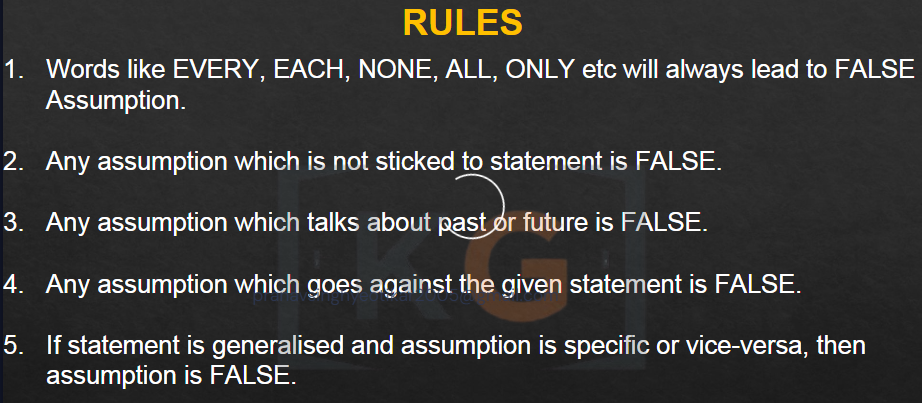 RULES
1. Words like EVERY, EACH, NONE, ALL, ONLY etc will always lead to FALSE
Assumption.
2. Any assumption which is not sticked to statement is FALSE.
3. Any assumption which talks about past or future is FALSE.
4. Any assumption which goes against the given statement is FALSE.
5. If statement is generalised and assumption is specific or vice-versa, then
assumption is FALSE.
KG